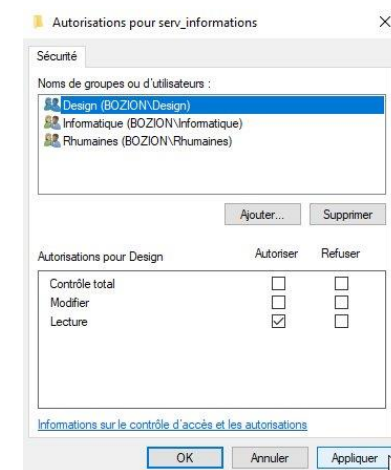 Autorisations pour serv_informations
Sécurité
Noms de groupes ou d'utilisateurs :
Design (BOZION\Design)
Informatique (BOZION\Informatique)
Rhumaines (BOZION\Rhumaines)
Ajouter... Supprimer
Autorisations pour Design Autoriser Refuser
Contrôle total
Modifier
Lecture
Informations sur le contrôle d'accès et les autorisations
OK Annuler Appliquer